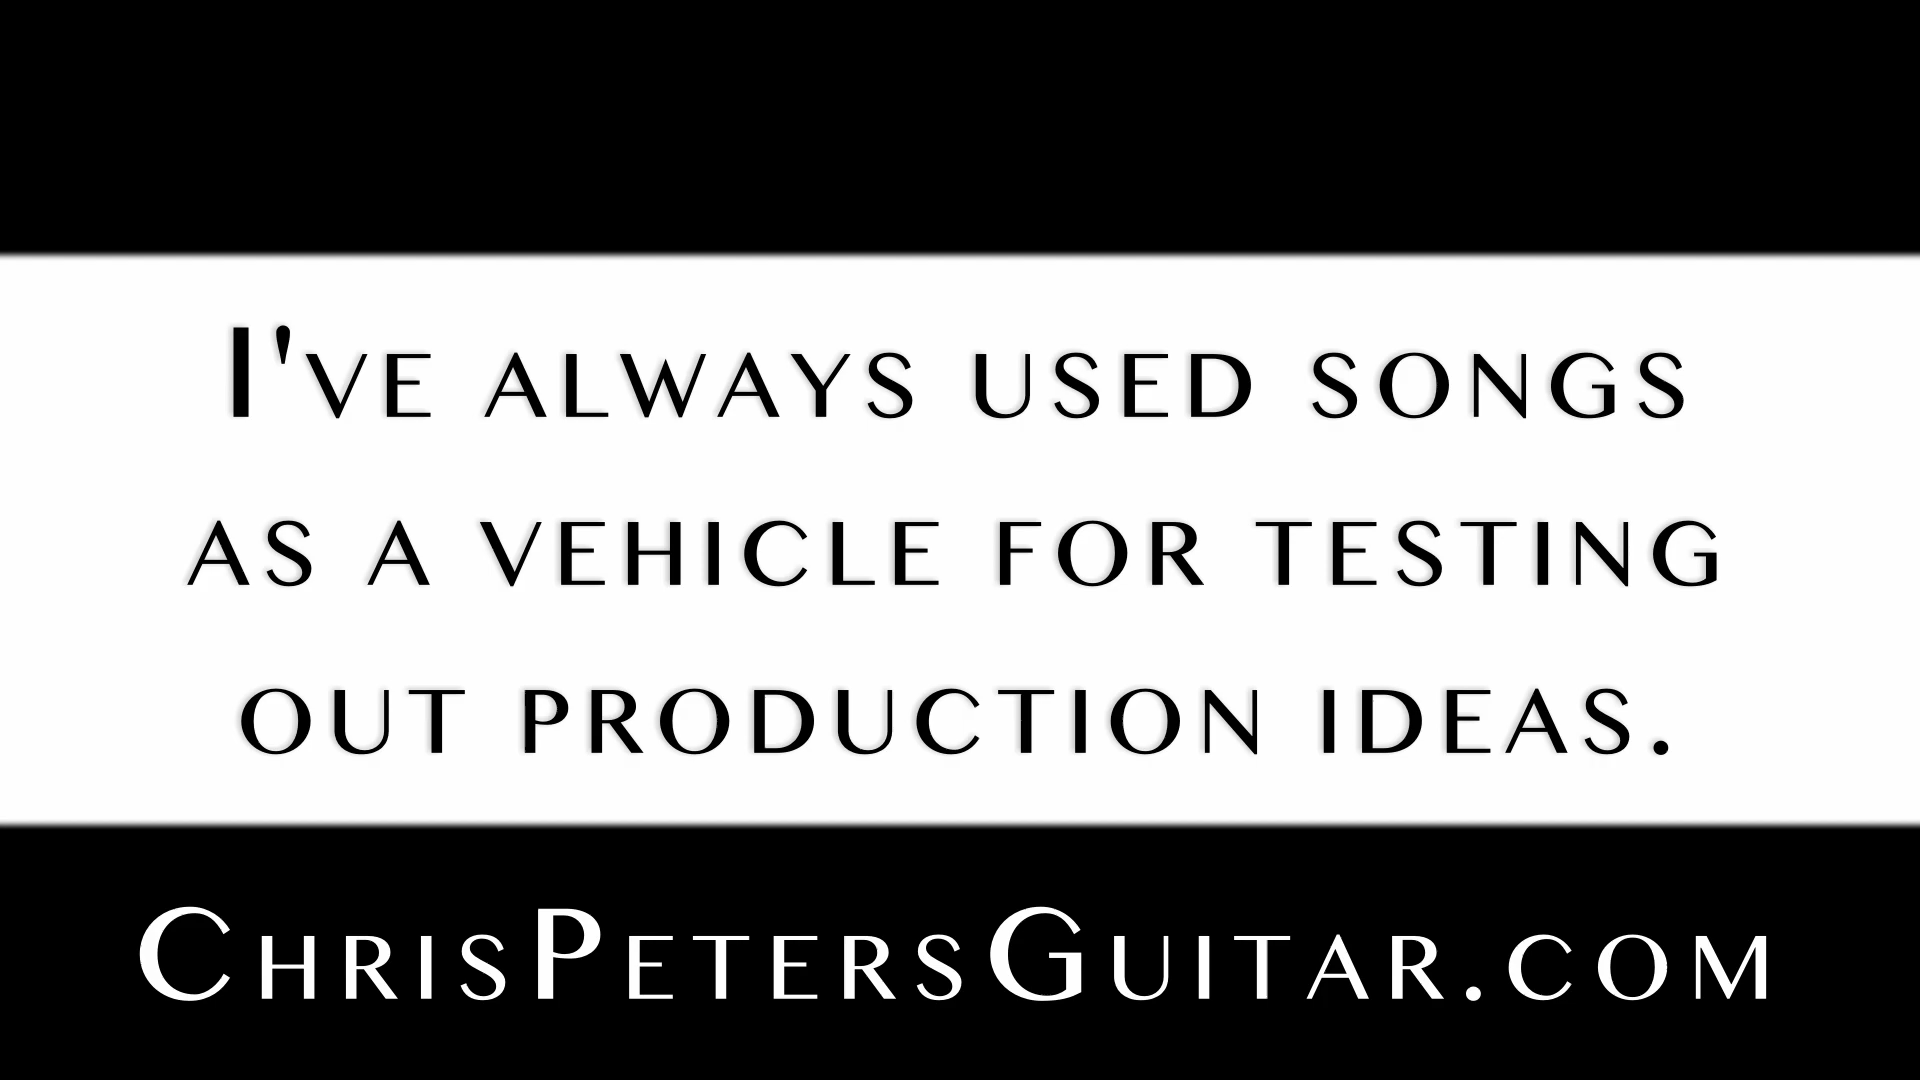 I've always used songs
as a vehicle for testing
out production ideas.
ChrisPetersGuitar.com